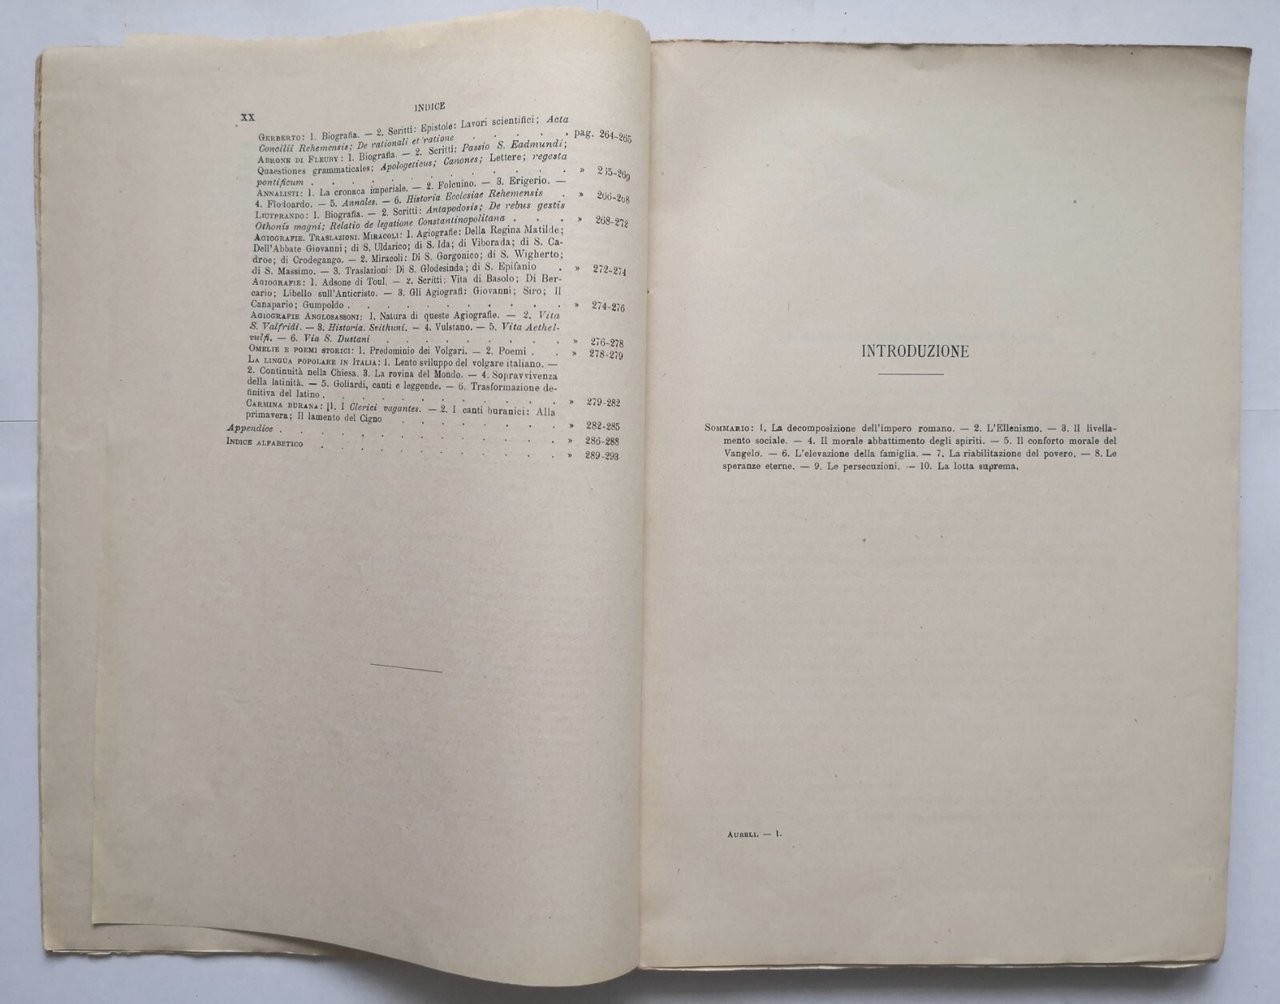 XX
INDICE
GERBERTO: 1. Biografia. — 2. Scritti: Epistole: Lavori scientifici; Acta
Concilii Rehemensis; De rationali et ratione . . . . . pag. 264-265
ABBONE DI FLEURY: 1. Biografia. — 2. Scritti: Passio S. Eadmundi;
Quaestiones grammaticales; Apologeticus; Canones; Lettere; regesta
pontificum . . . . . . . . . . . » 265-269
ANNALISTI: 1. La cronaca imperiale. — 2. Folcuino. — 3. Erigerio. —
4. Flodoardo. — 5. Annales. — 6. Historia Ecclesiae Rehemensis . » 266-268
LIUTPRANDO: 1. Biografia. — 2. Scritti: Antapodosis; De rebus gestis
Othonis magni; Relatio de legatione Constantinopolitana . . . » 268-272
AGIOGRAFIE. TRASLAZIONI. MIRACOLI: 1. Agiografie: Della Regina Matilde;
Dell'Abbate Giovanni; di S. Uldarico; di S. Ida; di Viborada; di S. Ca-
droe; di Crodegango. — 2. Miracoli: Di S. Gorgonico; di S. Wigherto;
di S. Massimo. — 3. Traslazioni: Di S. Glodesinda; di S. Epifanio . » 272-274
AGIOGRAFIE: 1. Adsone di Toul. — 2. Scritti: Vita di Basolo; Di Ber-
cario; Libello sull'Anticristo. — 3. Gli Agiografi: Giovanni; Siro; Il
Canapario; Gumpoldo . . . . . . . . . . » 274-276
AGIOGRAFIE ANGLOSASSONI: 1. Natura di queste Agiografie. — 2. Vita
S. Valfridi. — 3. Historia. Svithuni. — 4. Vulstano. — 5. Vita Aethel-
vulfi. — 6. Via S. Dustani . . . . . . . . . » 276-278
OMELIE E POEMI STORICI: 1. Predominio dei Volgari. — 2. Poemi . . » 278-279
LA LINGUA POPOLARE IN ITALIA: 1. Lento sviluppo del volgare italiano. —
2. Continuità nella Chiesa. 3. La rovina del Mondo. — 4. Sopravvivenza
della latinità. — 5. Goliardi, canti e leggende. — 6. Trasformazione de-
finitiva del latino . . . . . . . . . . . » 279-282
CARMINA BURANA: 1. I Clerici vagantes. — 2. I canti buranici: Alla
primavera; Il lamento del Cigno . . . . . . . . » 282-285
Appendice . . . . . . . . . . . . . » 286-288
INDICE ALFABETICO . . . . . . . . . . . » 289-293
INTRODUZIONE
SOMMARIO: 1. La decomposizione dell'impero romano. — 2. L'Ellenismo. — 3. Il livella-
mento sociale. — 4. Il morale abbattimento degli spiriti. — 5. Il conforto morale del
Vangelo. — 6. L'elevazione della famiglia. — 7. La riabilitazione del povero. — 8. Le
speranze eterne. — 9. Le persecuzioni. — 10. La lotta suprema.
AURELI. — 1.